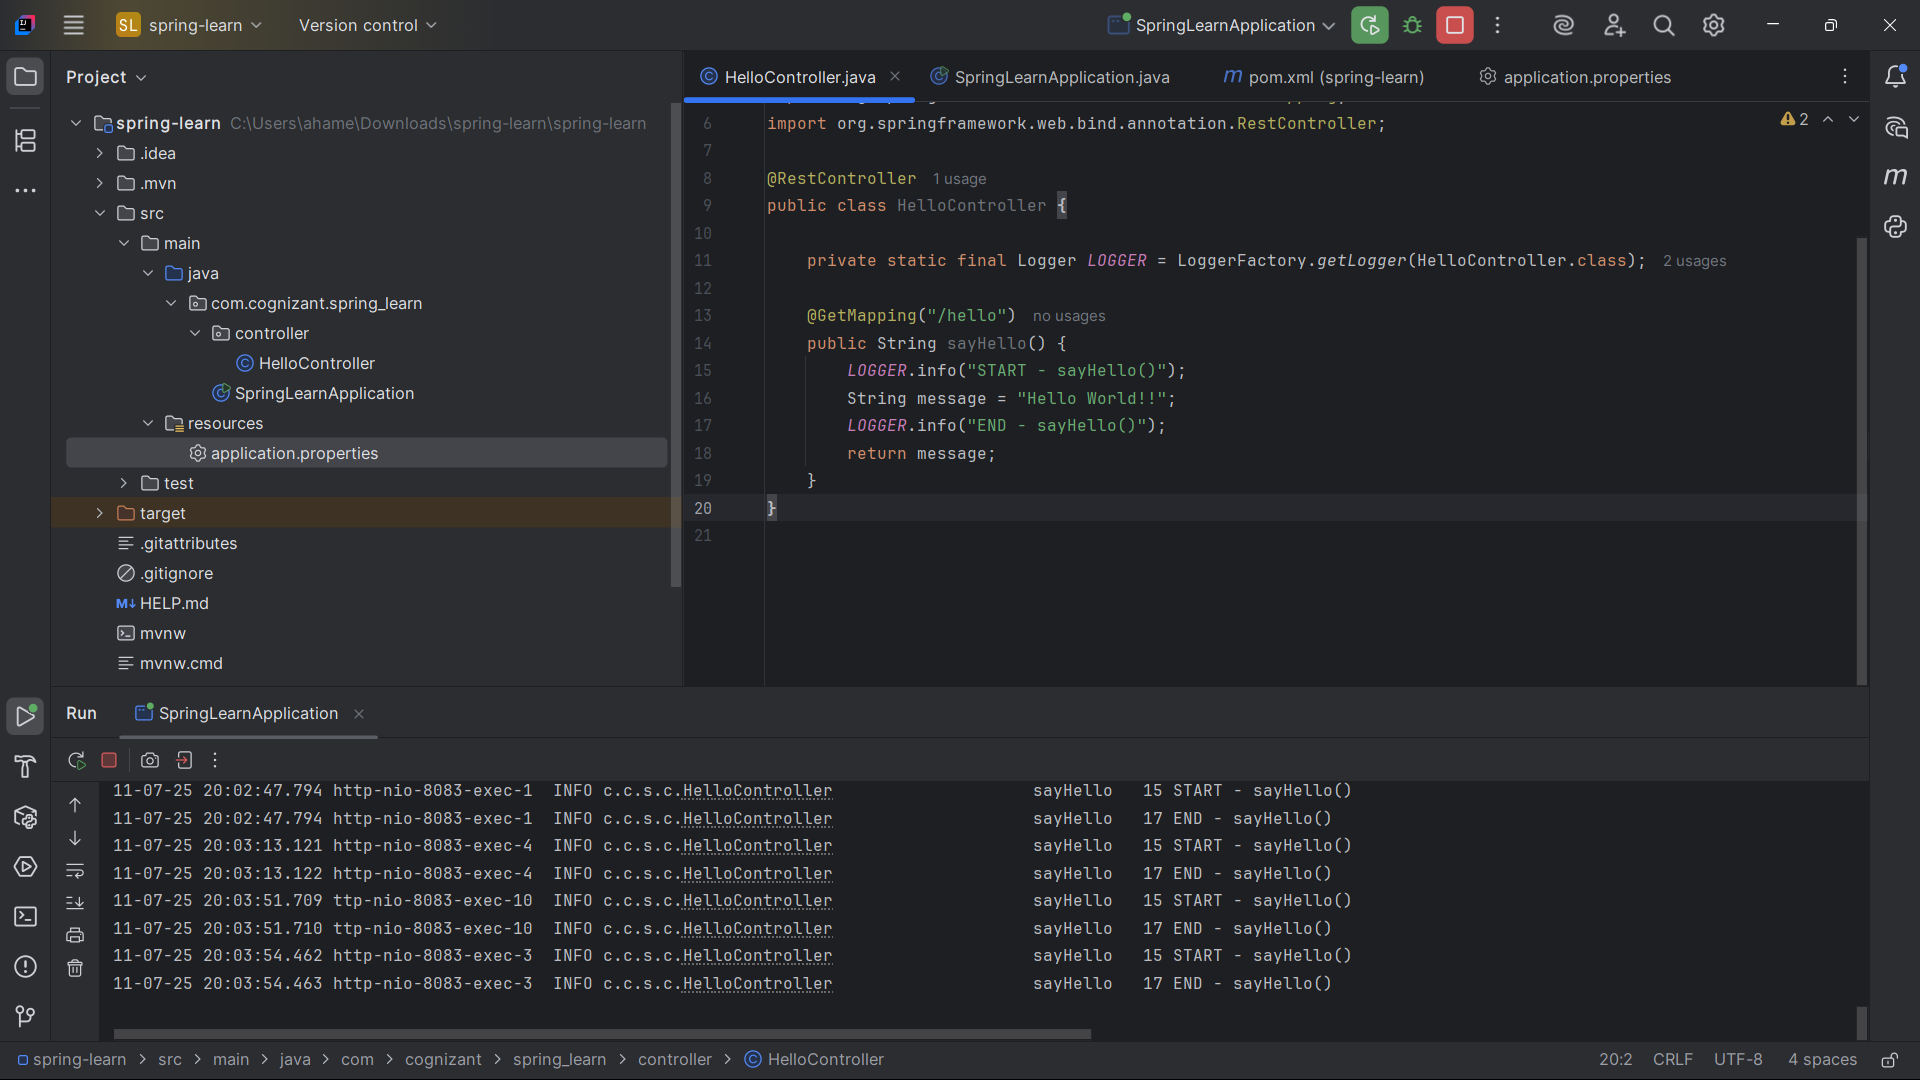 SL spring-learn Version control SpringLearnApplication
Project
spring-learn C:\Users\ahame\Downloads\spring-learn\spring-learn
.idea
.mvn
src
main
java
com.cognizant.spring_learn
controller
HelloController
SpringLearnApplication
resources
application.properties
test
target
.gitattributes
.gitignore
M↓ HELP.md
mvnw
mvnw.cmd
HelloController.java SpringLearnApplication.java pom.xml (spring-learn) application.properties
2
6 import org.springframework.web.bind.annotation.RestController;
7
8 @RestController 1 usage
9 public class HelloController {
10
11 private static final Logger LOGGER = LoggerFactory.getLogger(HelloController.class); 2 usages
12
13 @GetMapping("/hello") no usages
14 public String sayHello() {
15 LOGGER.info("START - sayHello()");
16 String message = "Hello World!!";
17 LOGGER.info("END - sayHello()");
18 return message;
19 }
20 }
21
Run SpringLearnApplication
11-07-25 20:02:47.794 http-nio-8083-exec-1 INFO c.c.s.c.HelloController sayHello 15 START - sayHello()
11-07-25 20:02:47.794 http-nio-8083-exec-1 INFO c.c.s.c.HelloController sayHello 17 END - sayHello()
11-07-25 20:03:13.121 http-nio-8083-exec-4 INFO c.c.s.c.HelloController sayHello 15 START - sayHello()
11-07-25 20:03:13.122 http-nio-8083-exec-4 INFO c.c.s.c.HelloController sayHello 17 END - sayHello()
11-07-25 20:03:51.709 ttp-nio-8083-exec-10 INFO c.c.s.c.HelloController sayHello 15 START - sayHello()
11-07-25 20:03:51.710 ttp-nio-8083-exec-10 INFO c.c.s.c.HelloController sayHello 17 END - sayHello()
11-07-25 20:03:54.462 http-nio-8083-exec-3 INFO c.c.s.c.HelloController sayHello 15 START - sayHello()
11-07-25 20:03:54.463 http-nio-8083-exec-3 INFO c.c.s.c.HelloController sayHello 17 END - sayHello()
spring-learn > src > main > java > com > cognizant > spring_learn > controller > HelloController 20:2 CRLF UTF-8 4 spaces